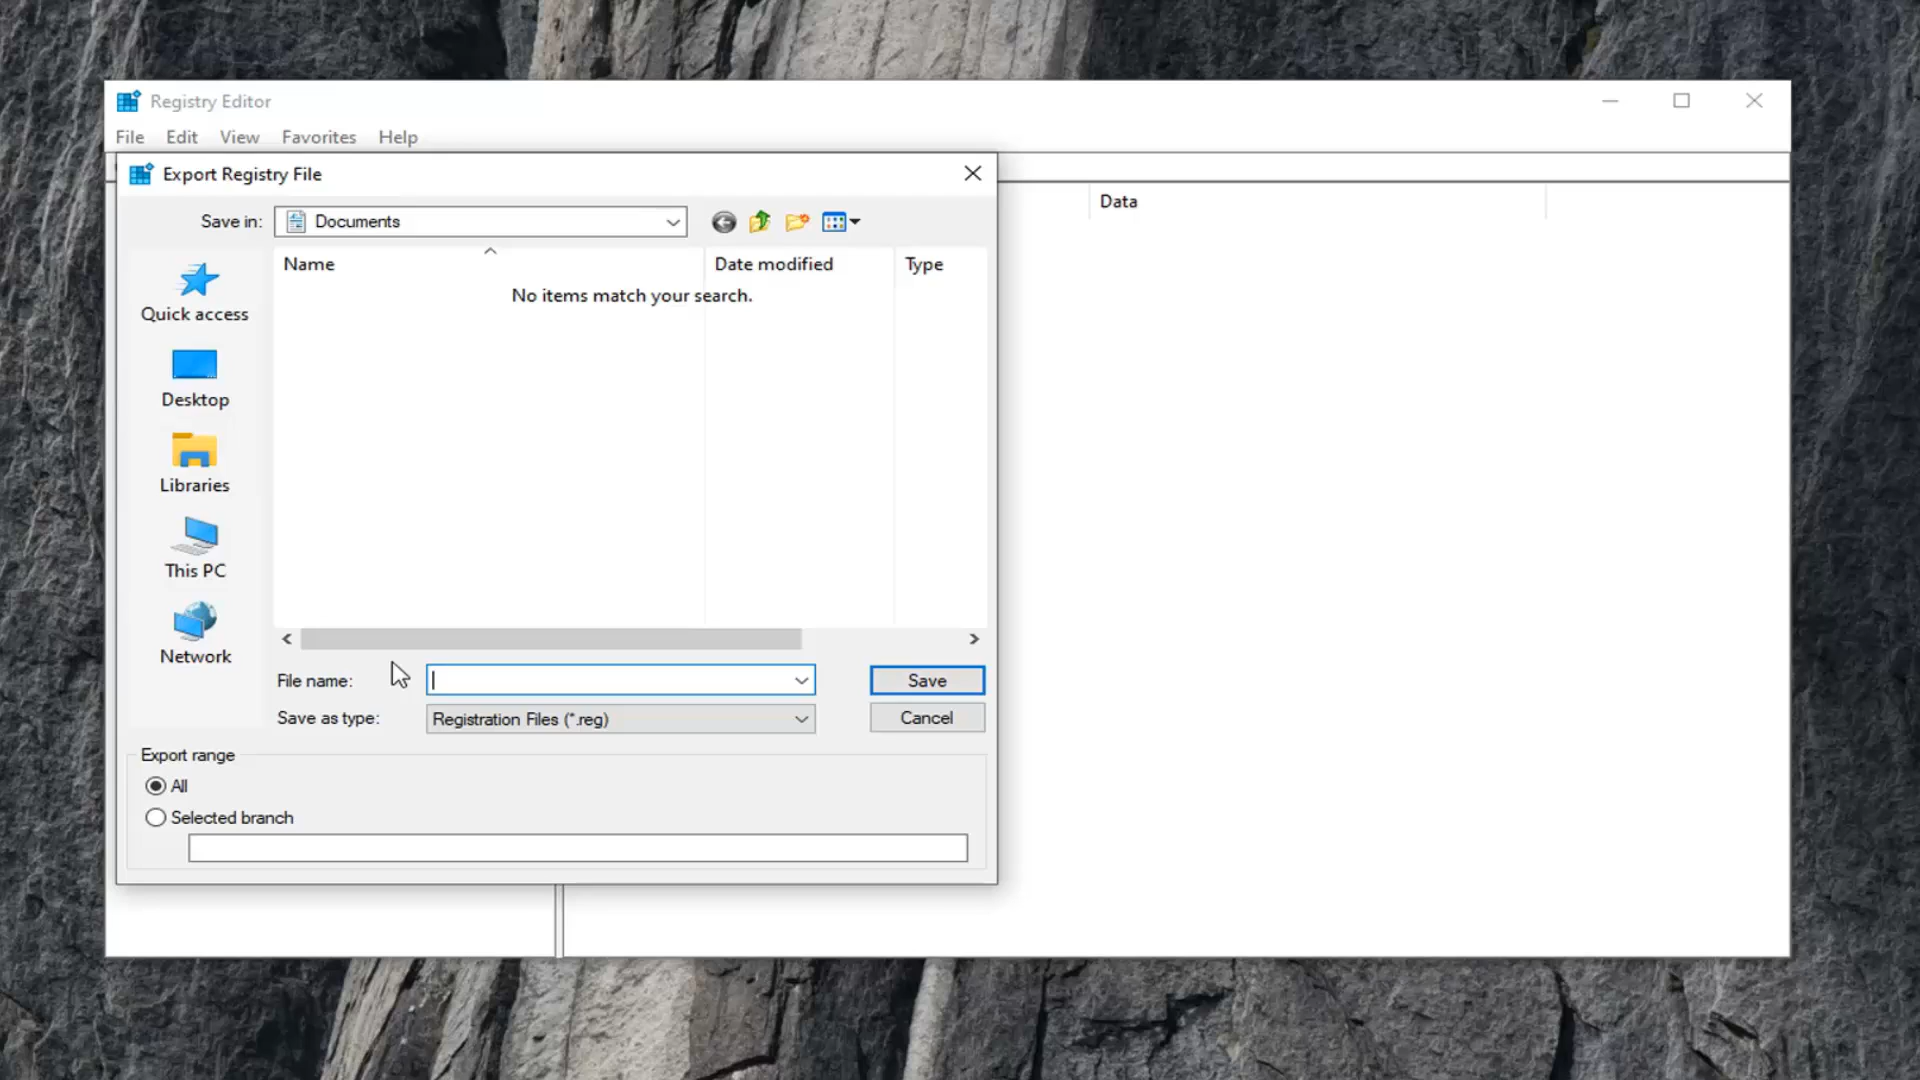 Registry Editor
File Edit View Favorites Help
Export Registry File
Save in: Documents
Data
Name Date modified Type
No items match your search.
Quick access
Desktop
Libraries
This PC
Network
File name: Save
Save as type: Registration Files (*.reg) Cancel
Export range
All
Selected branch